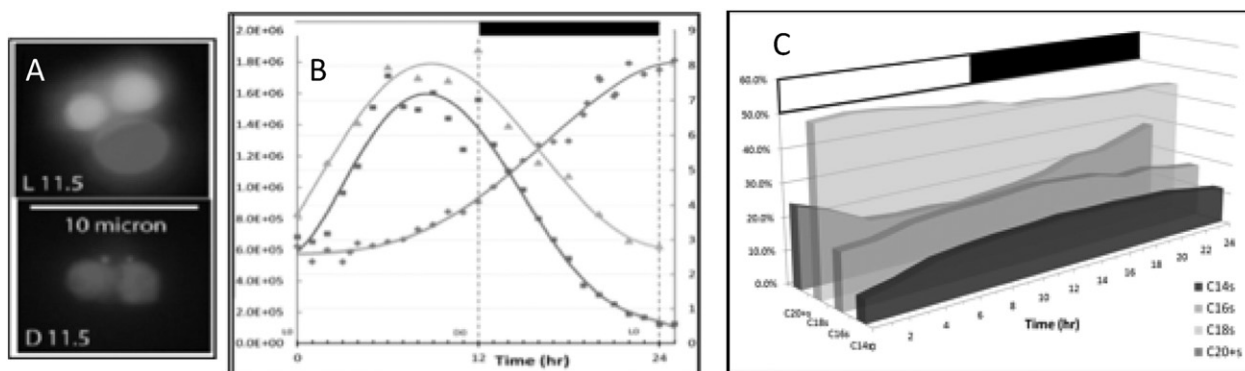 A
L 11.5
10 micron
D 11.5
B
2.0E+06
1.8E+06
1.6E+06
1.4E+06
1.2E+06
1.0E+06
8.0E+05
6.0E+05
4.0E+05
2.0E+05
0.0E+00
9
8
7
6
5
4
3
2
1
0
0
12
24
Time (hr)
C
60.0%
50.0%
40.0%
30.0%
20.0%
10.0%
0.0%
C20+s
C18s
C16s
2
4
6
8
10
12
14
16
18
20
22
24
Time (hr)
C14s
C16s
C18s
C20+s